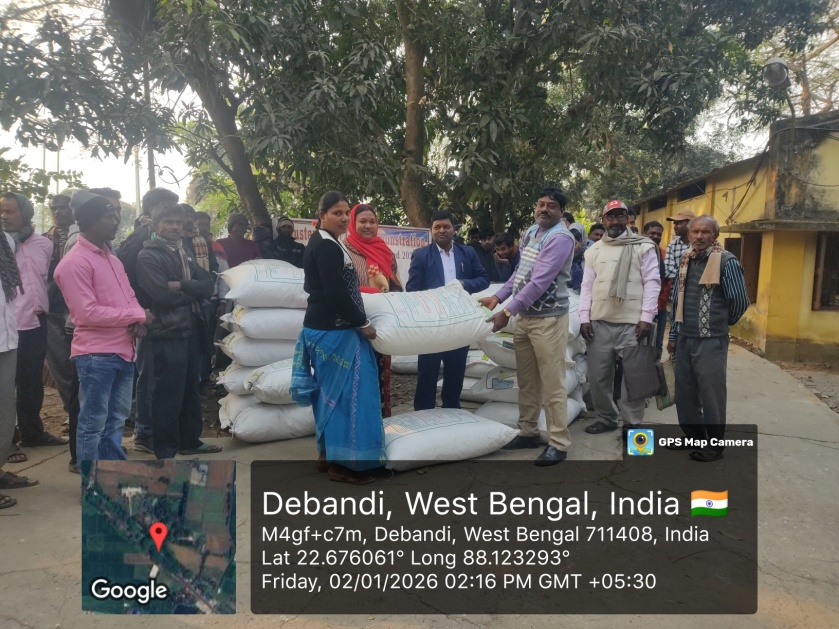 GPS Map Camera
Debandi, West Bengal, India
M4gf+c7m, Debandi, West Bengal 711408, India
Lat 22.676061° Long 88.123293°
Friday, 02/01/2026 02:16 PM GMT +05:30
Google